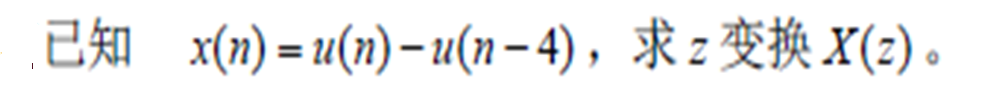 已知 x(n)=u(n)-u(n-4)，求 z 变换 X(z)。